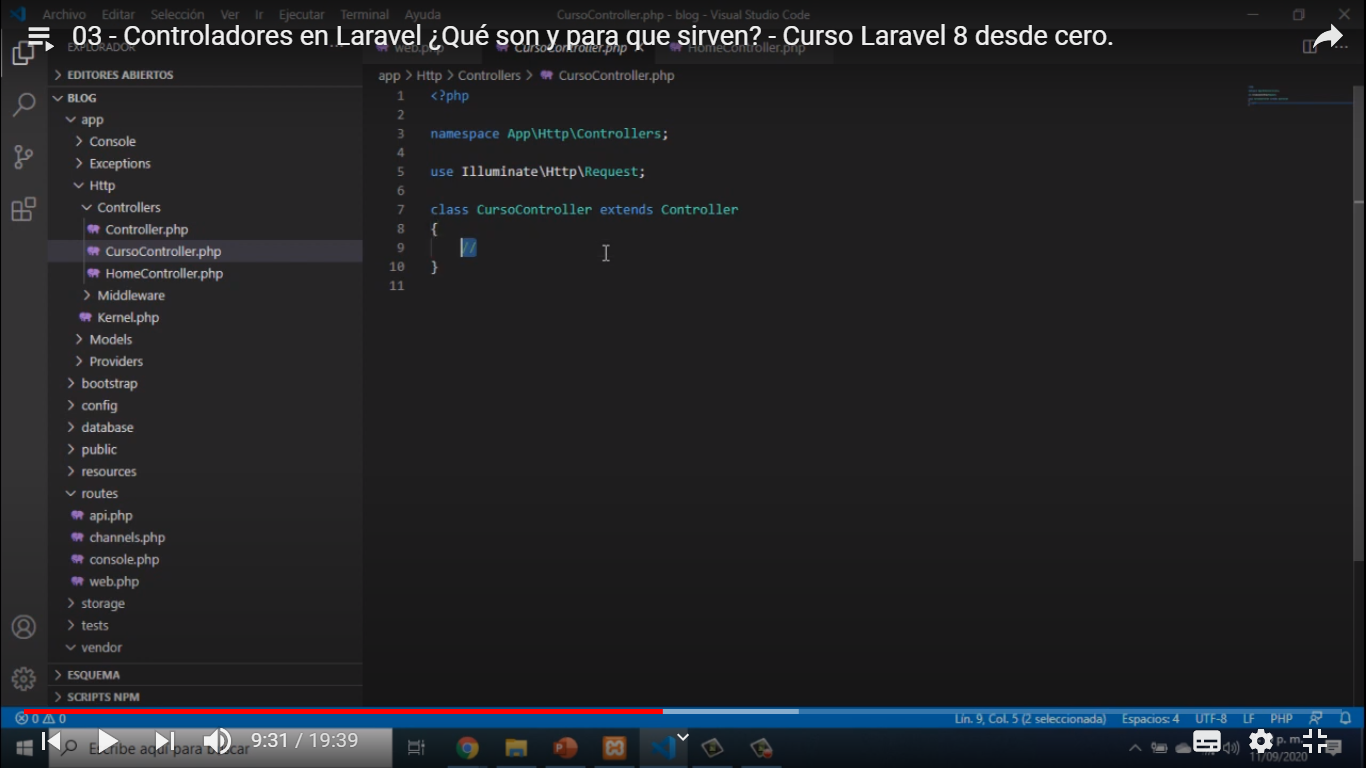 Archivo Editar Selección Ver Ir Ejecutar Terminal Ayuda CursoController.php - blog - Visual Studio Code
03 - Controladores en Laravel ¿Qué son y para que sirven? - Curso Laravel 8 desde cero.
EXPLORADOR
web.php CursoController.php HomeController.php
EDITORES ABIERTOS
BLOG
app
Console
Exceptions
Http
Controllers
Controller.php
CursoController.php
HomeController.php
Middleware
Kernel.php
Models
Providers
bootstrap
config
database
public
resources
routes
api.php
channels.php
console.php
web.php
storage
tests
vendor
ESQUEMA
SCRIPTS NPM
app > Http > Controllers > CursoController.php
1 <?php
2
3 namespace App\Http\Controllers;
4
5 use Illuminate\Http\Request;
6
7 class CursoController extends Controller
8 {
9 //
10 }
11
0 0 Lín. 9, Col. 5 (2 seleccionada) Espacios: 4 UTF-8 LF PHP
Escribe aquí para buscar
9:31 / 19:39
p. m.
11/09/2020